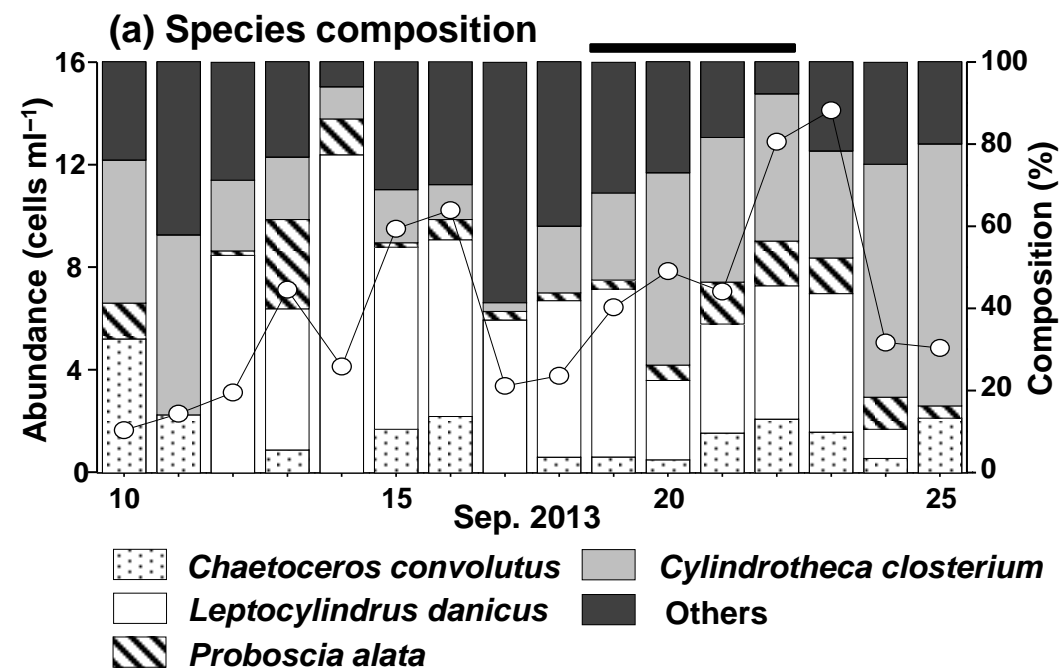 (a) Species composition
16
12
8
4
0
Abundance (cells ml⁻¹)
100
80
60
40
20
0
Composition (%)
10
15
20
25
Sep. 2013
Chaetoceros convolutus
Cylindrotheca closterium
Leptocylindrus danicus
Others
Proboscia alata